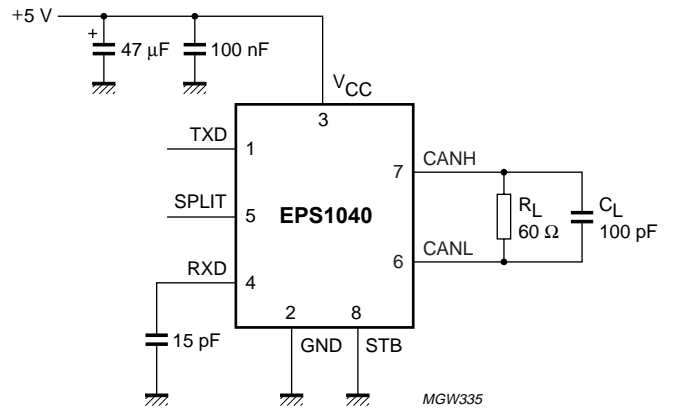 +5 V
+
47 μF
100 nF
VCC
3
TXD
1
7
CANH
SPLIT
5
EPS1040
RL
60 Ω
CL
100 pF
RXD
4
6
CANL
2
8
15 pF
GND
STB
MGW335